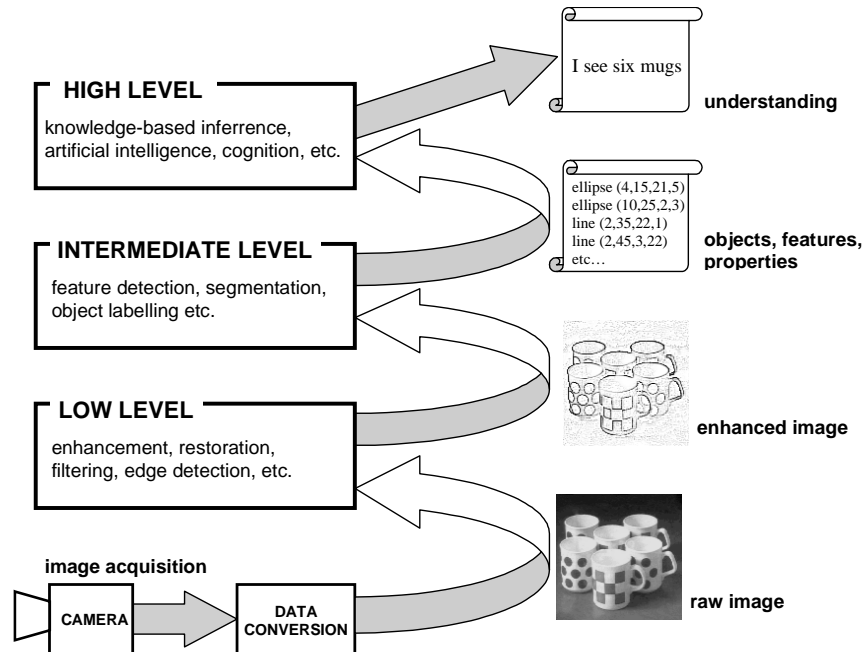 I see six mugs
understanding
HIGH LEVEL
knowledge-based inferrence,
artificial intelligence, cognition, etc.
ellipse (4,15,21,5)
ellipse (10,25,2,3)
line (2,35,22,1)
line (2,45,3,22)
etc…
objects, features,
properties
INTERMEDIATE LEVEL
feature detection, segmentation,
object labelling etc.
enhanced image
LOW LEVEL
enhancement, restoration,
filtering, edge detection, etc.
raw image
image acquisition
CAMERA
DATA
CONVERSION